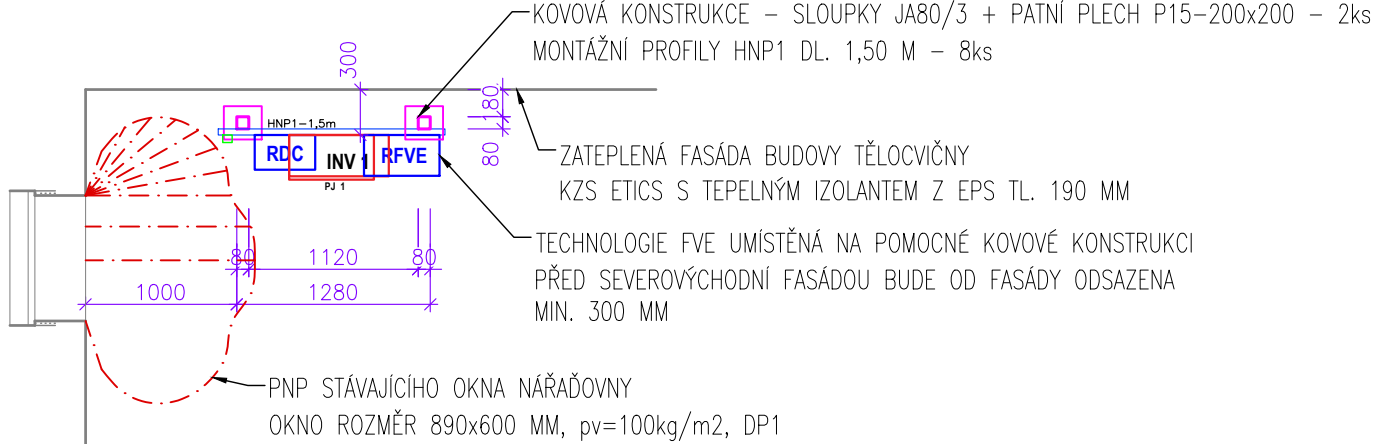 KOVOVÁ KONSTRUKCE – SLOUPKY JA80/3 + PATNÍ PLECH P15–200x200 – 2ks
MONTÁŽNÍ PROFILY HNP1 DL. 1,50 M – 8ks
300
180
80
HNP1–1,5m
RDC
INV 1
RFVE
PJ 1
ZATEPLENÁ FASÁDA BUDOVY TĚLOCVIČNY
KZS ETICS S TEPELNÝM IZOLANTEM Z EPS TL. 190 MM
TECHNOLOGIE FVE UMÍSTĚNÁ NA POMOCNÉ KOVOVÉ KONSTRUKCI
PŘED SEVEROVÝCHODNÍ FASÁDOU BUDE OD FASÁDY ODSAZENA
MIN. 300 MM
80
1120
80
1000
1280
PNP STÁVAJÍCÍHO OKNA NÁŘAĎOVNY
OKNO ROZMĚR 890x600 MM, pv=100kg/m2, DP1